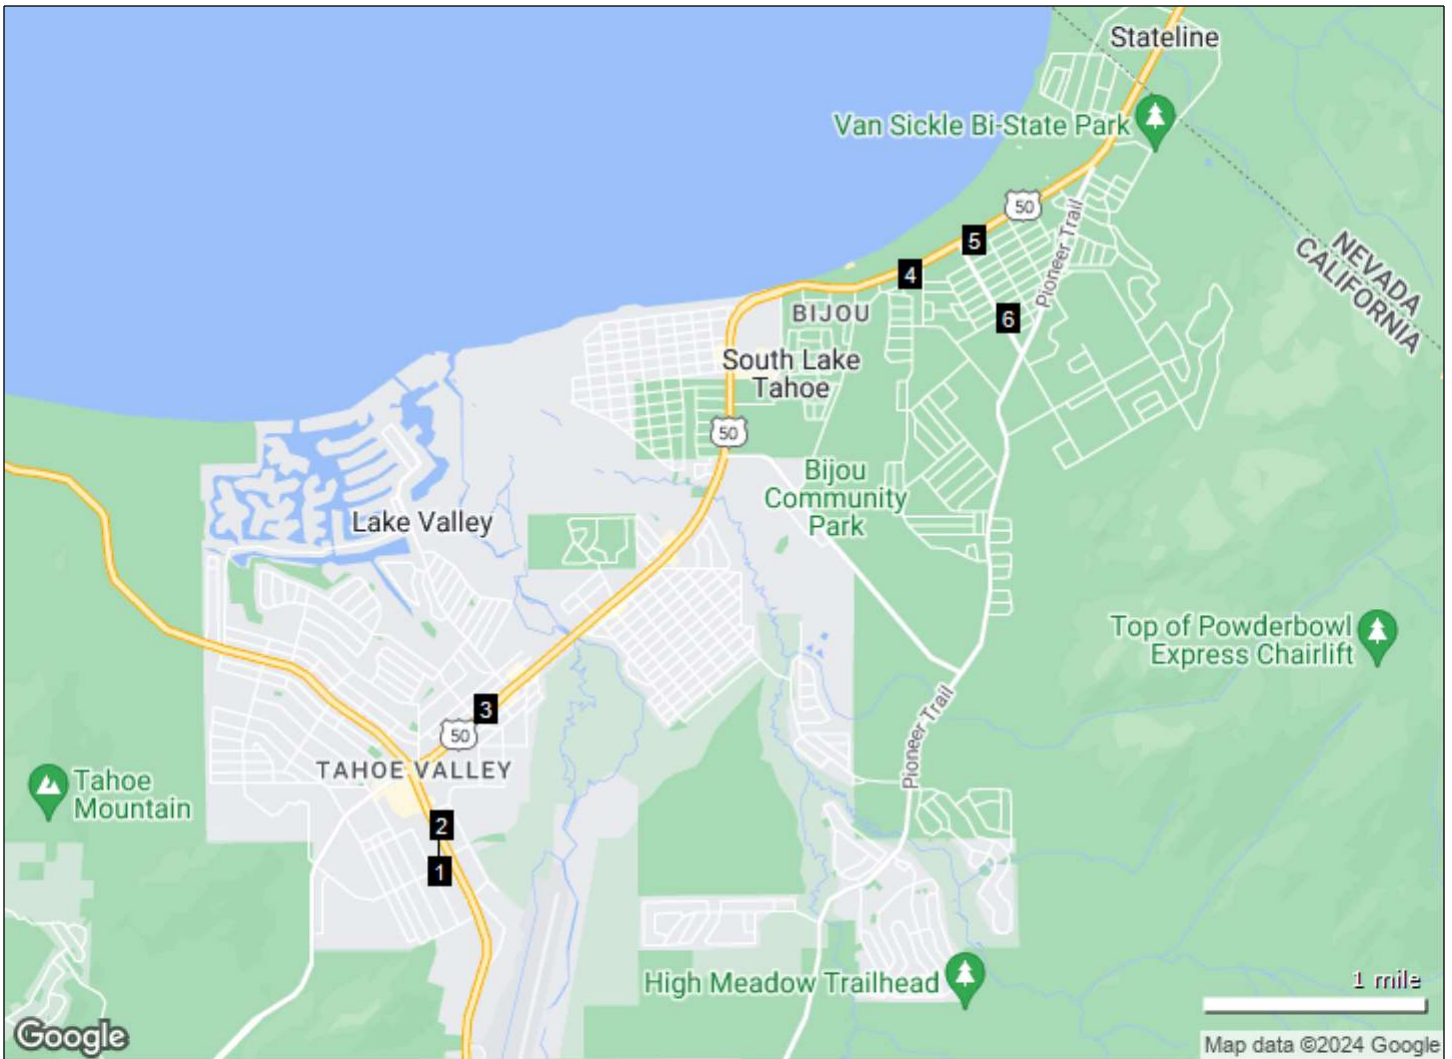 Stateline
Van Sickle Bi-State Park
50
5
4
NEVADA
CALIFORNIA
Pioneer Trail
6
BIJOU
South Lake
Tahoe
50
Bijou
Community
Park
Lake Valley
Top of Powderbowl
Express Chairlift
3
50
Pioneer Trail
TAHOE VALLEY
Tahoe
Mountain
2
1
High Meadow Trailhead
1 mile
Google
Map data ©2024 Google